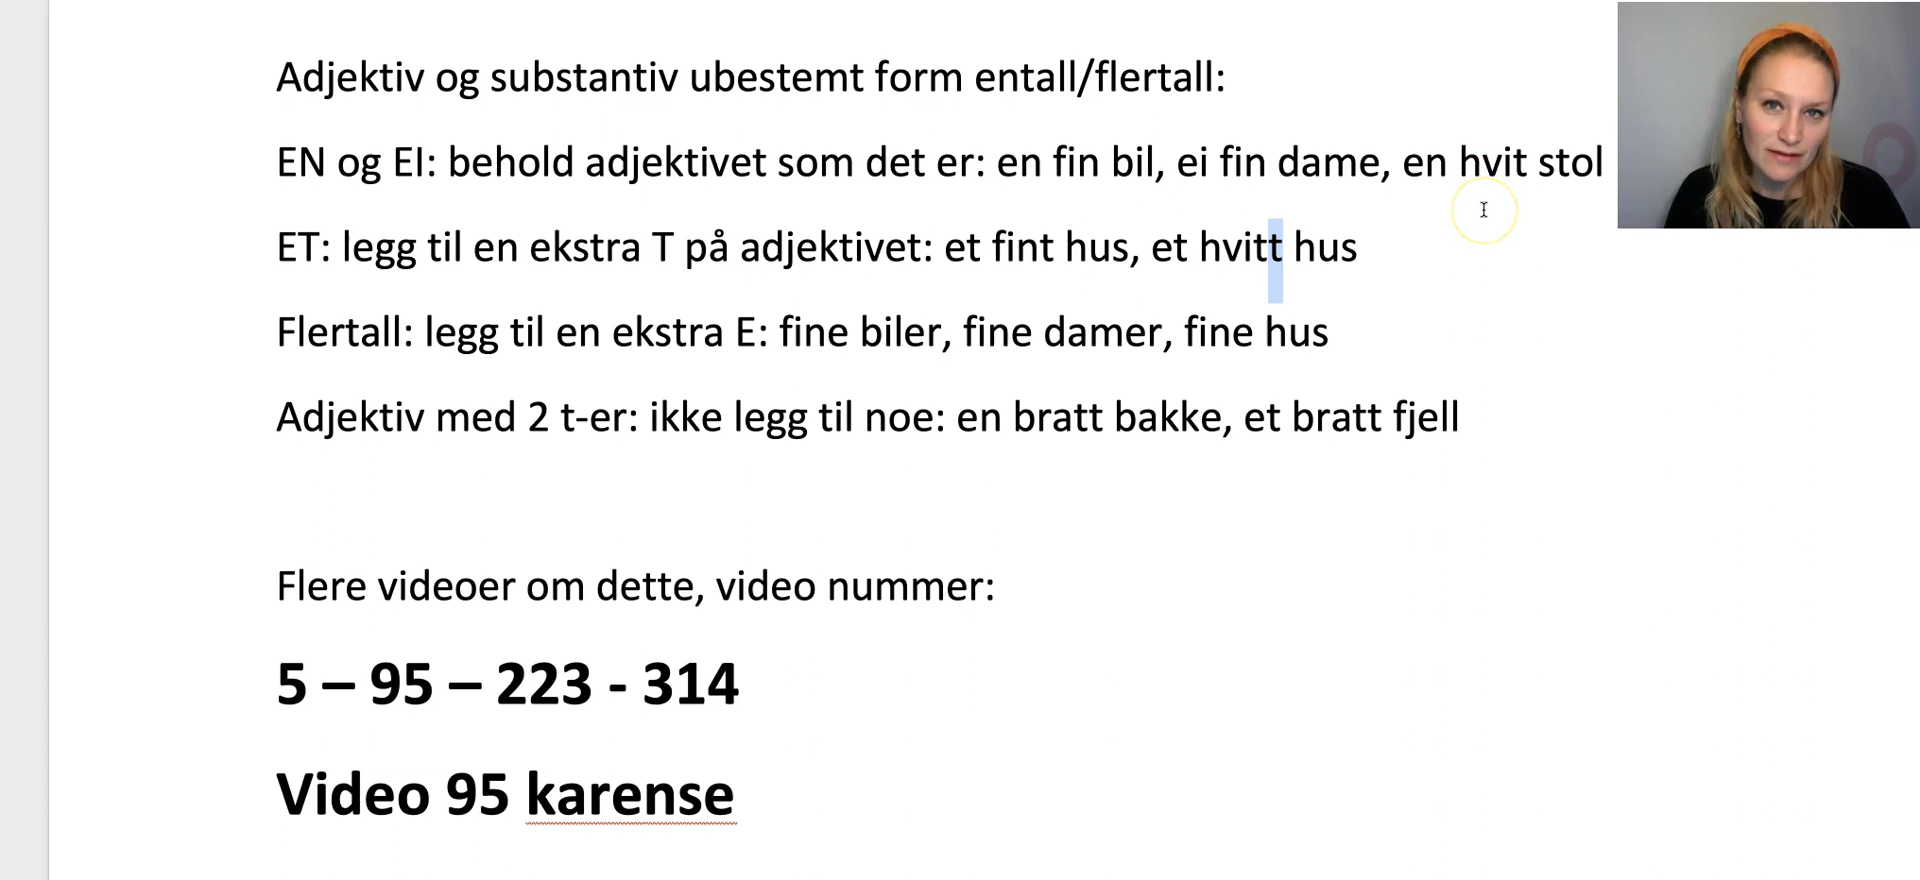 Adjektiv og substantiv ubestemt form entall/flertall:
EN og EI: behold adjektivet som det er: en fin bil, ei fin dame, en hvit stol
ET: legg til en ekstra T på adjektivet: et fint hus, et hvitt hus
Flertall: legg til en ekstra E: fine biler, fine damer, fine hus
Adjektiv med 2 t-er: ikke legg til noe: en bratt bakke, et bratt fjell
Flere videoer om dette, video nummer:
5 – 95 – 223 - 314
Video 95 karense